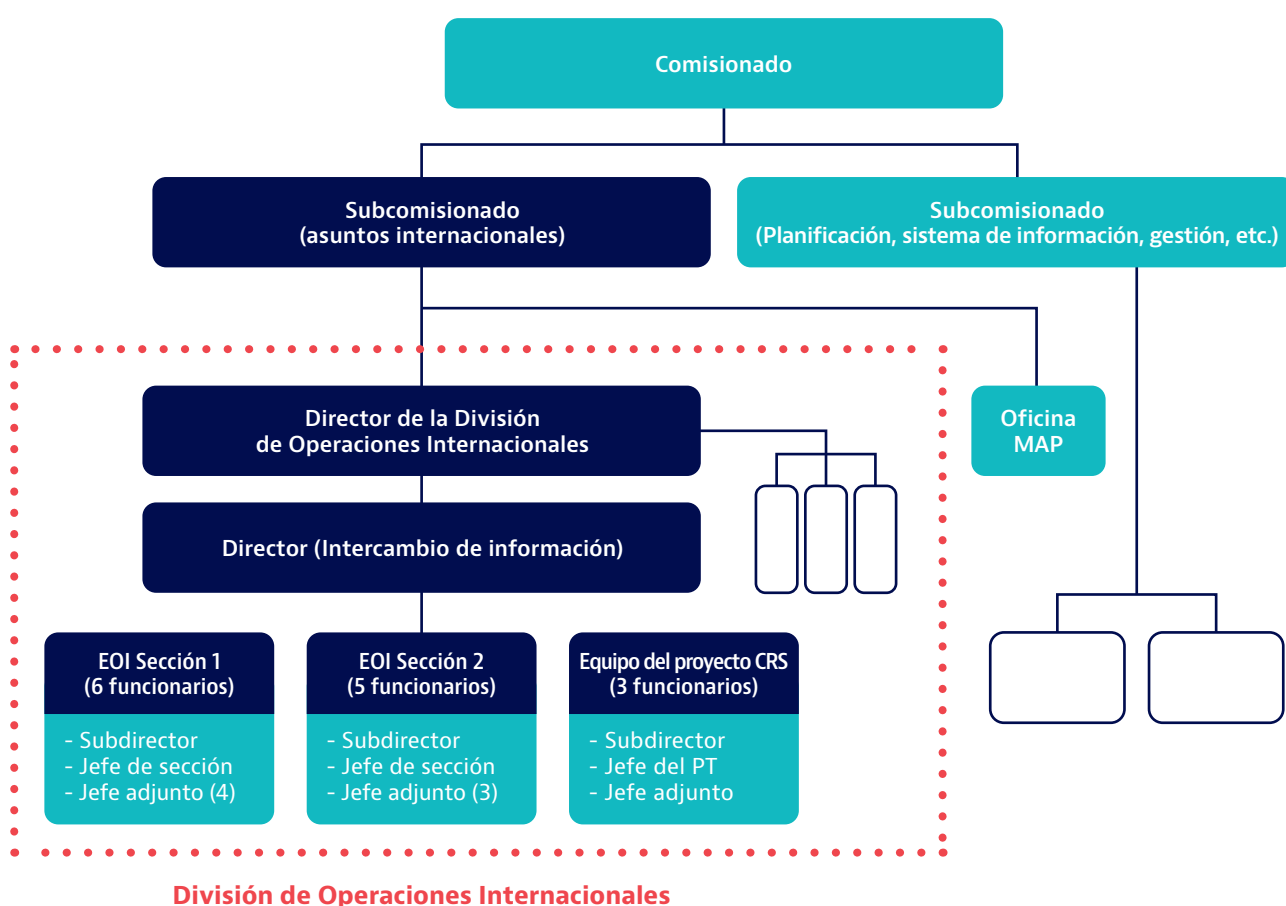 Comisionado
Subcomisionado
(asuntos internacionales)
Subcomisionado
(Planificación, sistema de información, gestión, etc.)
Director de la División
de Operaciones Internacionales
Oficina
MAP
Director (Intercambio de información)
EOI Sección 1
(6 funcionarios)
- Subdirector
- Jefe de sección
- Jefe adjunto (4)
EOI Sección 2
(5 funcionarios)
- Subdirector
- Jefe de sección
- Jefe adjunto (3)
Equipo del proyecto CRS
(3 funcionarios)
- Subdirector
- Jefe del PT
- Jefe adjunto
División de Operaciones Internacionales